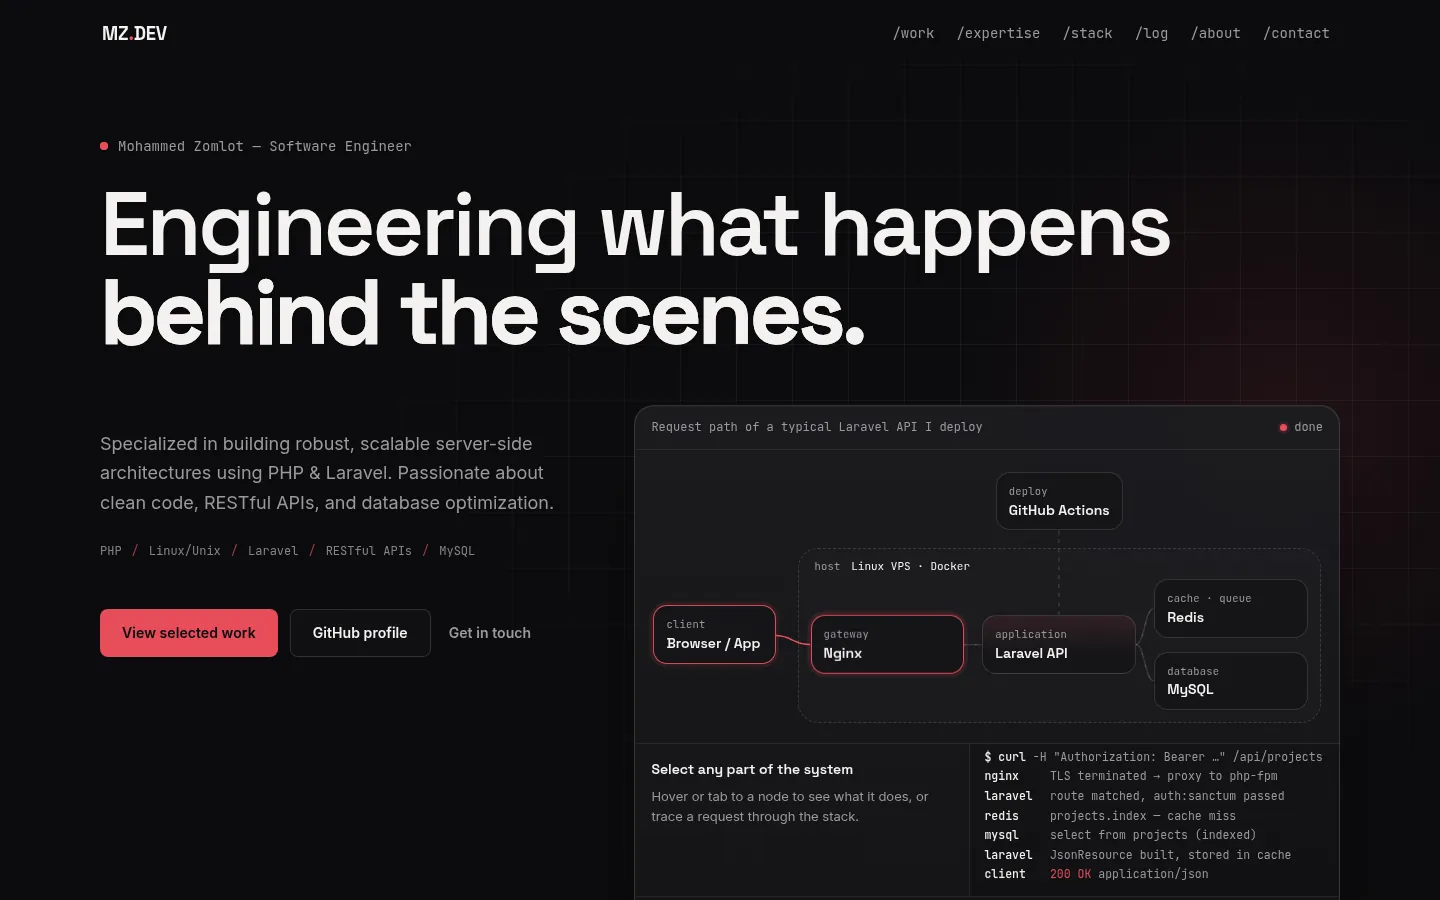 MZ.DEV
/work /expertise /stack /log /about /contact
Mohammed Zomlot — Software Engineer
Engineering what happens
behind the scenes.
Specialized in building robust, scalable server-side
architectures using PHP & Laravel. Passionate about
clean code, RESTful APIs, and database optimization.
PHP / Linux/Unix / Laravel / RESTful APIs / MySQL
View selected work
GitHub profile
Get in touch
Request path of a typical Laravel API I deploy
done
deploy
GitHub Actions
host Linux VPS · Docker
client
Browser / App
gateway
Nginx
application
Laravel API
cache · queue
Redis
database
MySQL
Select any part of the system
Hover or tab to a node to see what it does, or
trace a request through the stack.
$ curl -H "Authorization: Bearer …" /api/projects
nginx TLS terminated → proxy to php-fpm
laravel route matched, auth:sanctum passed
redis projects.index — cache miss
mysql select from projects (indexed)
laravel JsonResource built, stored in cache
client 200 OK application/json